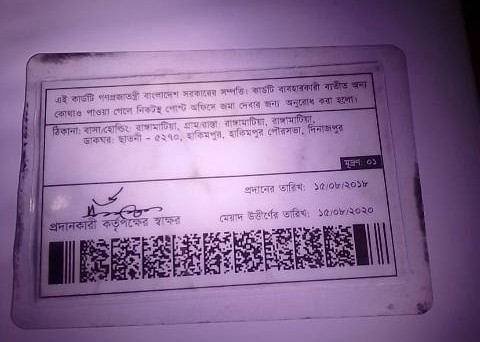 এই কার্ডটি গণপ্রজাতন্ত্রী বাংলাদেশ সরকারের সম্পত্তি। কার্ডটি ব্যবহারকারী ব্যতীত অন্য
কোথাও পাওয়া গেলে নিকটস্থ পোস্ট অফিসে জমা দেবার জন্য অনুরোধ করা হলো।
ঠিকানা: বাসা/হোল্ডিং: রাঙ্গামাটিয়া, গ্রাম/রাস্তা: রাঙ্গামাটিয়া, রাঙ্গামাটিয়া,
ডাকঘর: ছাতনী - ৫২৭০, হাকিমপুর, হাকিমপুর পৌরসভা, দিনাজপুর
মুদ্রণ: ০১
প্রদানের তারিখ: ১৫/০৮/২০১৮
প্রদানকারী কর্তৃপক্ষের স্বাক্ষর
মেয়াদ উত্তীর্ণের তারিখ: ১৫/০৮/২০২০